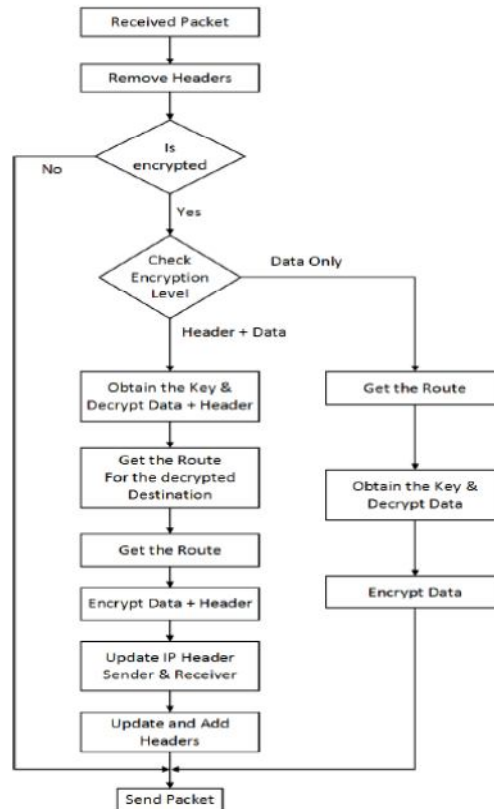 Received Packet
Remove Headers
Is
encrypted
No
Yes
Check
Encryption
Level
Data Only
Header + Data
Obtain the Key &
Decrypt Data + Header
Get the Route
For the decrypted
Destination
Get the Route
Encrypt Data + Header
Update IP Header
Sender & Receiver
Update and Add
Headers
Get the Route
Obtain the Key &
Decrypt Data
Encrypt Data
Send Packet